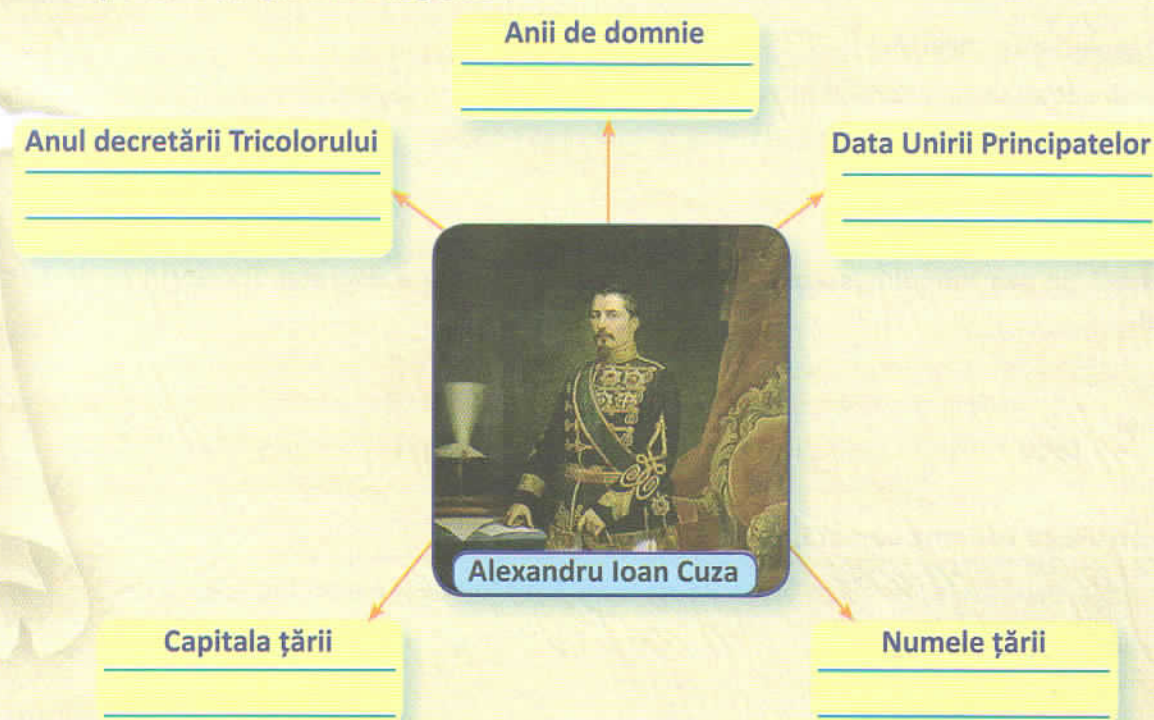 Anii de domnie
Anul decretării Tricolorului
Data Unirii Principatelor
Alexandru Ioan Cuza
Capitala țării
Numele țării